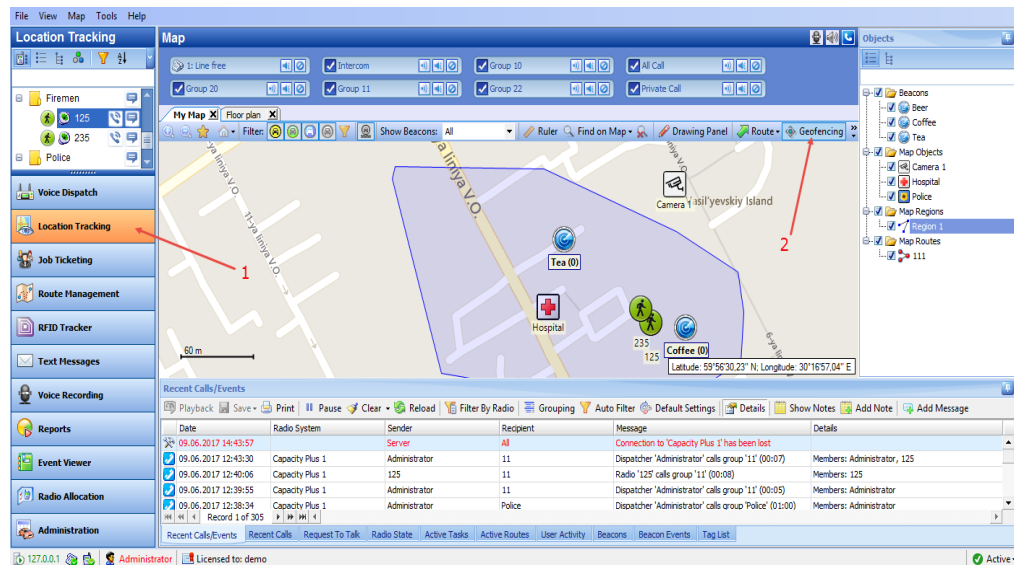 File View Map Tools Help
Location Tracking
Map
Objects
1: Line free
Intercom
Group 10
All Call
Group 20
Group 11
Group 22
Private Call
Firemen
125
235
Police
My Map X Floor plan X
Filter: Show Beacons: All Ruler Find on Map Drawing Panel Route Geofencing
Voice Dispatch
Location Tracking
Job Ticketing
Route Management
RFID Tracker
Text Messages
Voice Recording
Reports
Event Viewer
Radio Allocation
Administration
1
2
ya liniya V.O.
11-ya liniya V.O.
ya liniya V.O.
ya liniya V.O.
6-ya
Camera 1
asil'yevskiy Island
Tea (0)
Hospital
235
125
Coffee (0)
60 m
Latitude: 59°56'30,23" N; Longitude: 30°16'57,04" E
Beacons
Beer
Coffee
Tea
Map Objects
Camera 1
Hospital
Police
Map Regions
Region 1
Map Routes
111
Recent Calls/Events
Playback Save Print Pause Clear Reload Filter By Radio Grouping Auto Filter Default Settings Details Show Notes Add Note Add Message
Date Radio System Sender Recipient Message Details
09.06.2017 14:43:57 Server All Connection to 'Capacity Plus 1' has been lost
09.06.2017 12:43:30 Capacity Plus 1 Administrator 11 Dispatcher 'Administrator' calls group '11' (00:07) Members: Administrator, 125
09.06.2017 12:40:06 Capacity Plus 1 125 11 Radio '125' calls group '11' (00:08) Members: 125
09.06.2017 12:39:55 Capacity Plus 1 Administrator 11 Dispatcher 'Administrator' calls group '11' (00:05) Members: Administrator
09.06.2017 12:38:34 Capacity Plus 1 Administrator Police Dispatcher 'Administrator' calls group 'Police' (01:00) Members: Administrator
Record 1 of 305
Recent Calls/Events Recent Calls Request To Talk Radio State Active Tasks Active Routes User Activity Beacons Beacon Events Tag List
127.0.0.1 Administrator Licensed to: demo Active